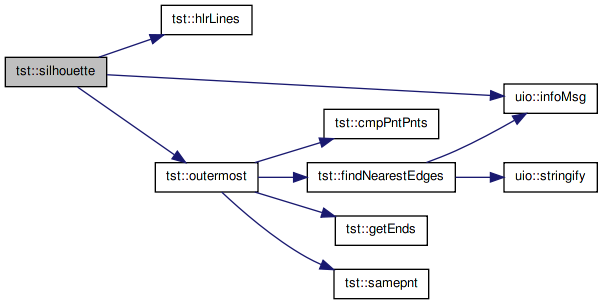 tst::hlrLines
tst::silhouette
uio::infoMsg
tst::cmpPntPnts
tst::outermost
tst::findNearestEdges
uio::stringify
tst::getEnds
tst::samepnt